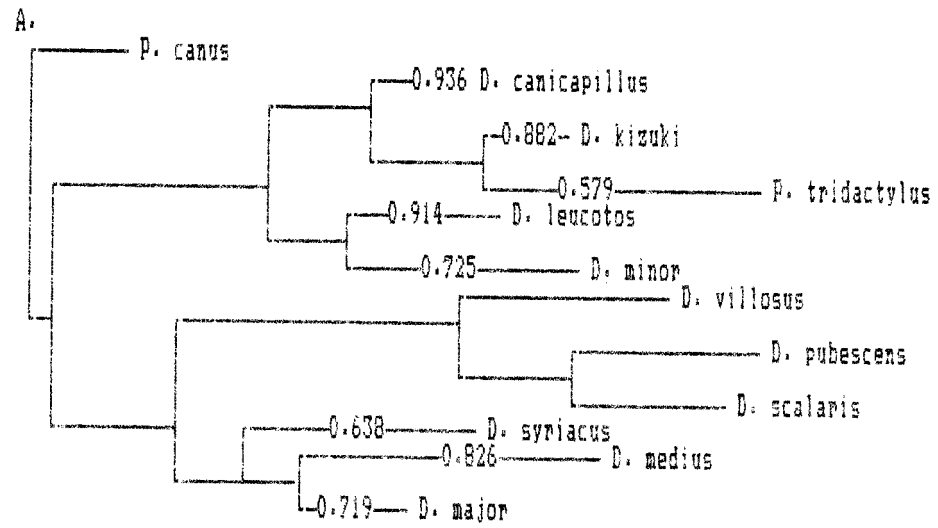 A.
P. canus
0.936 D. canicapillus
0.882 D. kizuki
0.579 P. tridactylus
0.914 D. leucotos
0.725 D. minor
D. villosus
D. pubescens
D. scalaris
0.638 D. syriacus
0.826 D. medius
0.719 D. major